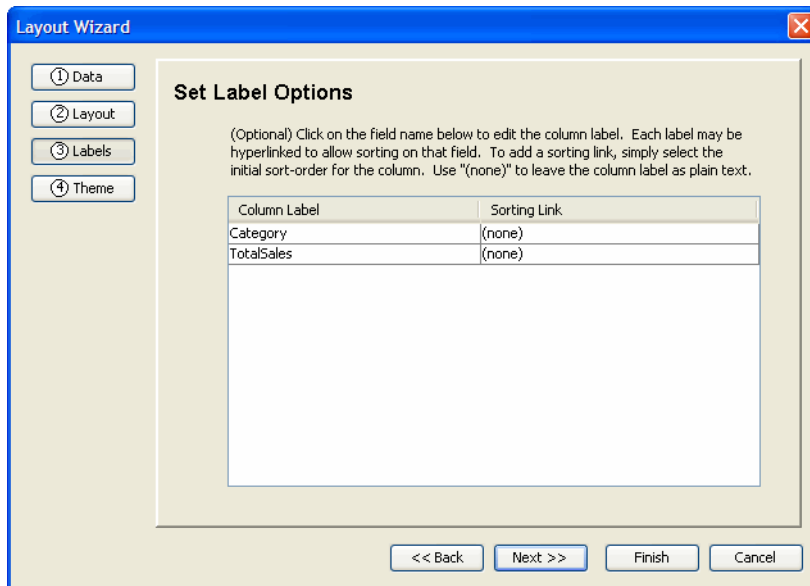 Layout Wizard
① Data
② Layout
③ Labels
④ Theme
Set Label Options
(Optional) Click on the field name below to edit the column label. Each label may be
hyperlinked to allow sorting on that field. To add a sorting link, simply select the
initial sort-order for the column. Use "(none)" to leave the column label as plain text.
Column Label Sorting Link
Category (none)
TotalSales (none)
<< Back Next >> Finish Cancel